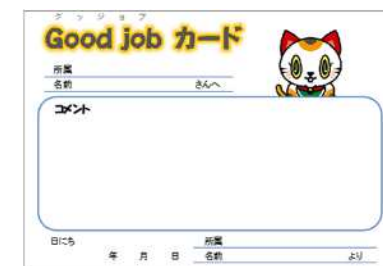 グッジョブ
Good job カード
所属
名前 さんへ
コメント
日にち 所属
年 月 日 名前 より